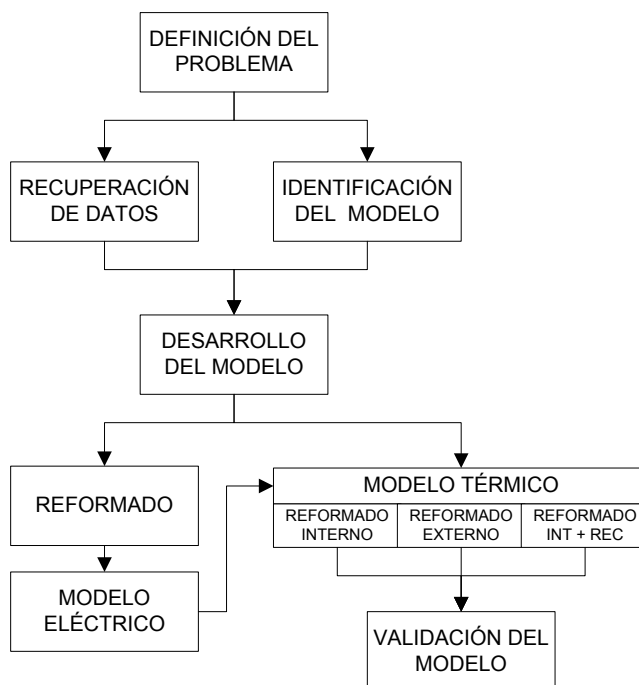 DEFINICIÓN DEL
PROBLEMA
RECUPERACIÓN
DE DATOS
IDENTIFICACIÓN
DEL MODELO
DESARROLLO
DEL MODELO
REFORMADO
MODELO
ELÉCTRICO
MODELO TÉRMICO
REFORMADO
INTERNO
REFORMADO
EXTERNO
REFORMADO
INT + REC
VALIDACIÓN DEL
MODELO